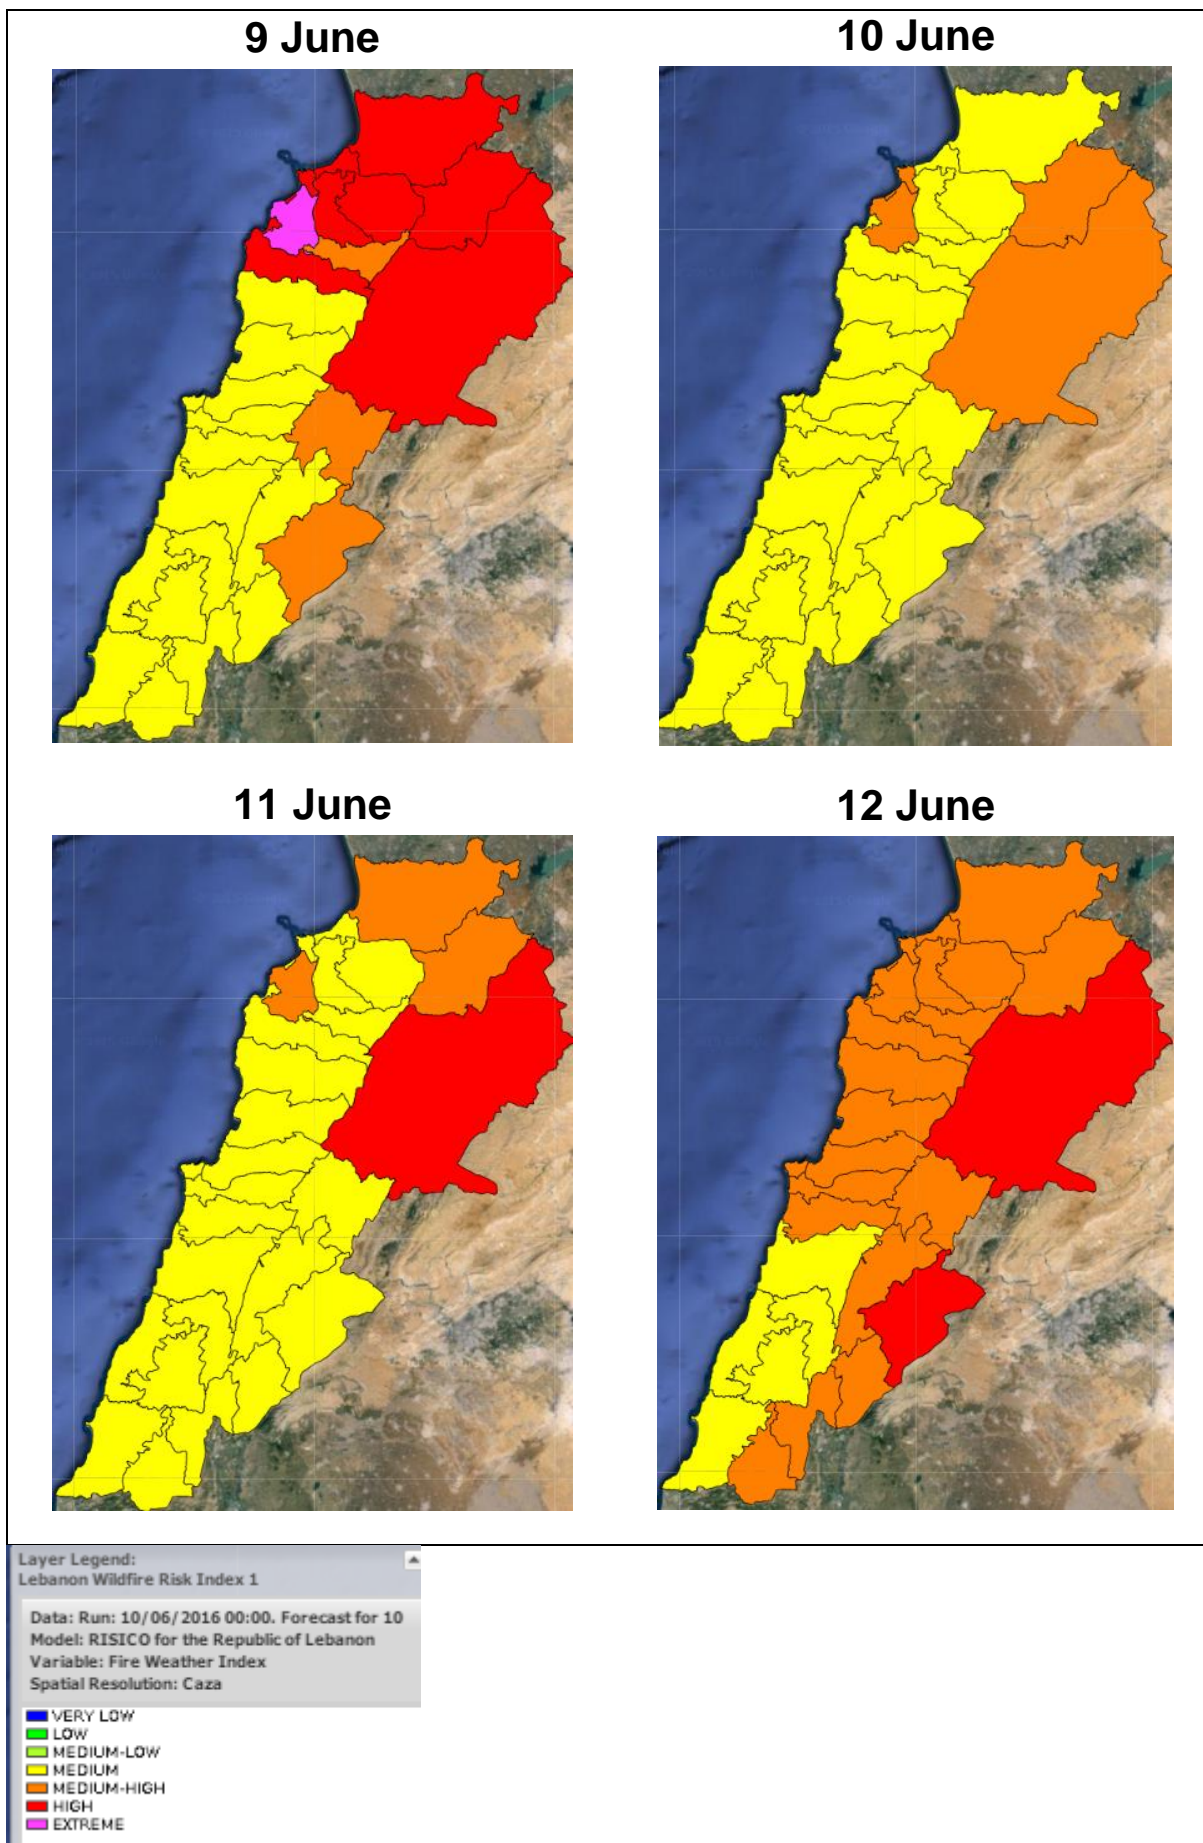 9 June
10 June
11 June
12 June
Layer Legend:
Lebanon Wildfire Risk Index 1
Data: Run: 10/06/2016 00:00. Forecast for 10
Model: RISICO for the Republic of Lebanon
Variable: Fire Weather Index
Spatial Resolution: Caza
VERY LOW
LOW
MEDIUM-LOW
MEDIUM
MEDIUM-HIGH
HIGH
EXTREME